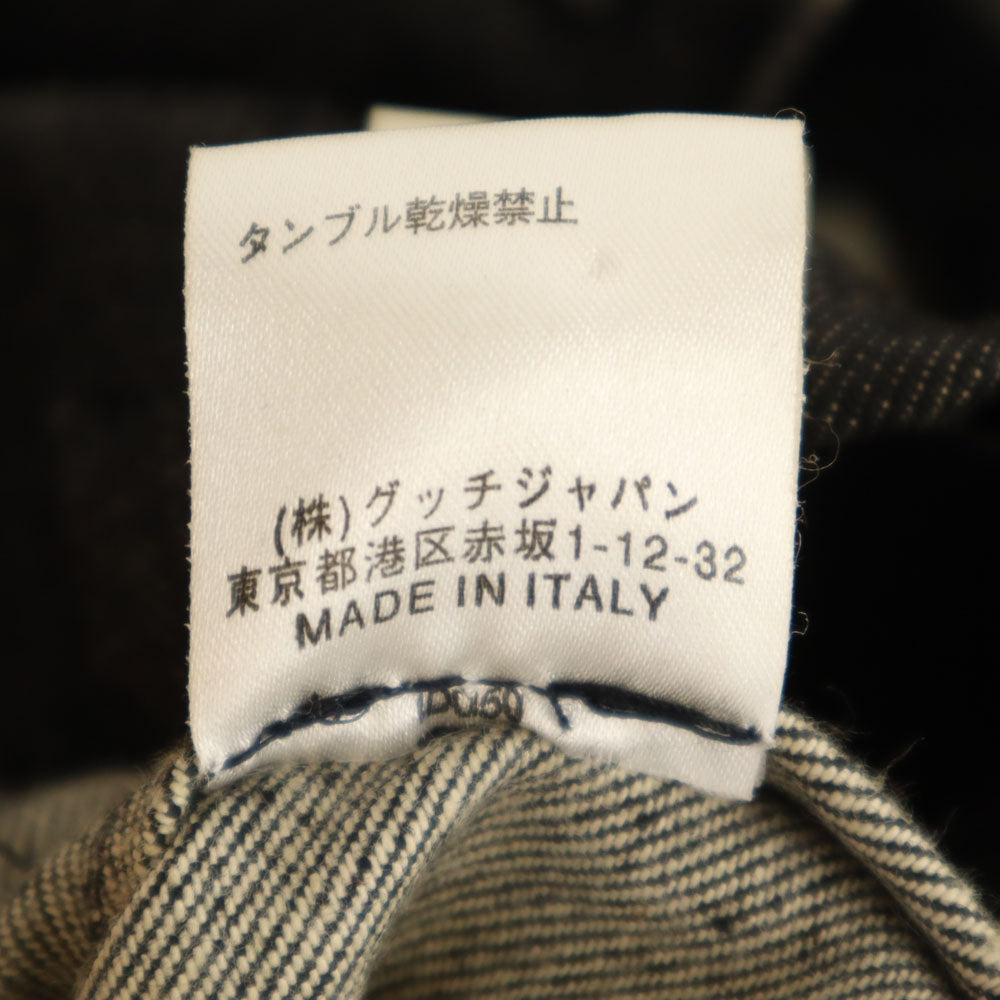 タンブル乾燥禁止
(株)グッチジャパン
東京都港区赤坂1-12-32
MADE IN ITALY